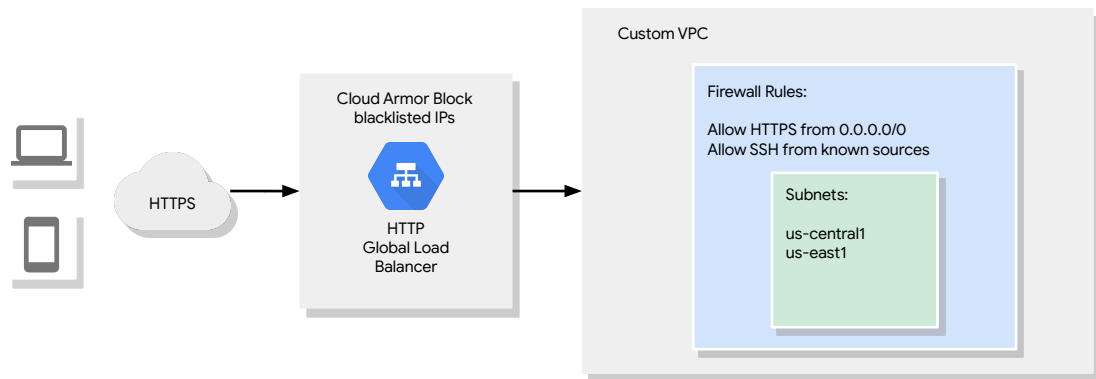 HTTPS
Cloud Armor Block
blacklisted IPs
HTTP
Global Load
Balancer
Custom VPC
Firewall Rules:
Allow HTTPS from 0.0.0.0/0
Allow SSH from known sources
Subnets:
us-central1
us-east1